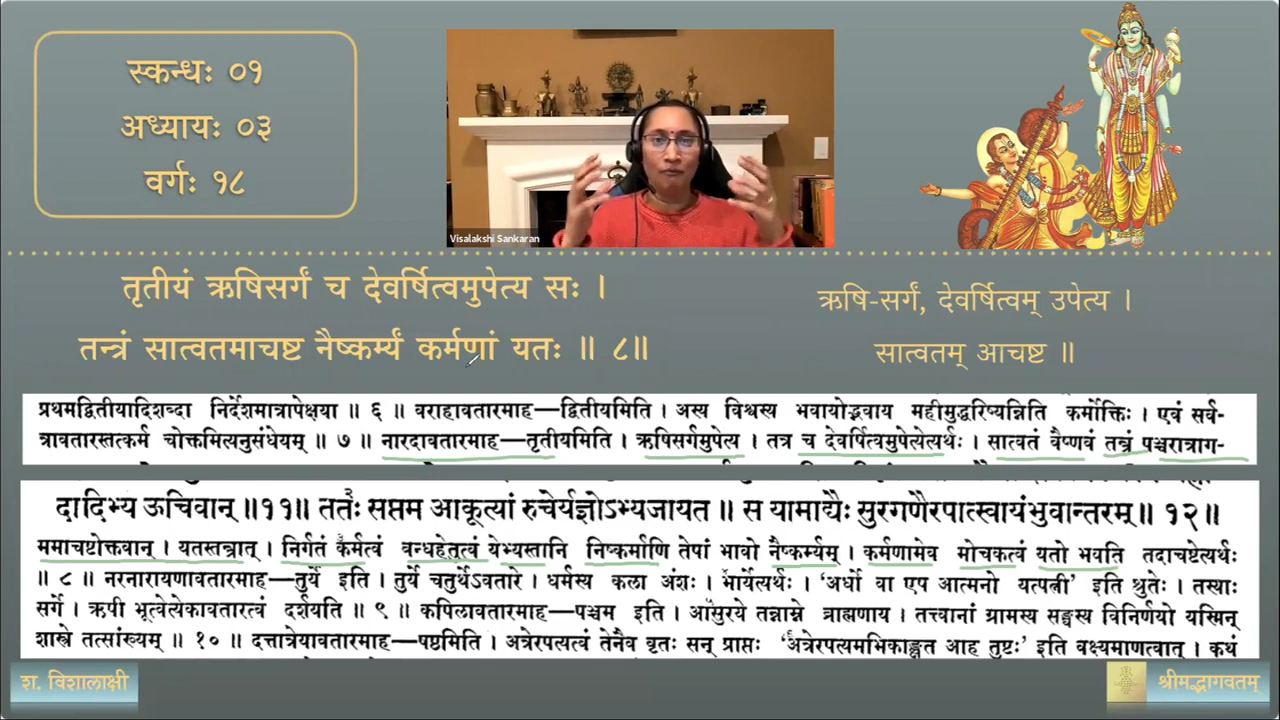 स्कन्धः ०१
अध्यायः ०३
वर्गः १८
Visalakshi Sankaran
तृतीयं ऋषिसर्गं च देवर्षित्वमुपेत्य सः ।
तन्त्रं सात्वतमाचष्ट नैष्कर्म्यं कर्मणां यतः ॥ ८॥
ऋषि-सर्गं, देवर्षित्वम् उपेत्य ।
सात्वतम् आचष्ट ॥
प्रथमद्वितीयादिशब्दा निर्देशमात्रापेक्षया ॥ ६ ॥ वराहावतारमाह—द्वितीयमिति । अस्य विश्वस्य भवायोद्भवाय महीमुद्धरिष्यन्निति कर्मोक्तिः । एवं सर्व-
त्रावतारस्तत्कर्म चोक्तमित्यनुसंधेयम् ॥ ७ ॥ नारदावतारमाह—तृतीयमिति । ऋषिसर्गमुपेत्य । तत्र च देवर्षित्वमुपेत्येत्यर्थः । सात्वतं वैष्णवं तन्त्रं पञ्चरात्राग-
दादिभ्य ऊचिवान् ॥११॥ ततः सप्तम आकूत्यां रुचेर्यज्ञोऽभ्यजायत ॥ स यामाद्यैः सुरगणैरपात्स्वायंभुवान्तरम्॥ १२॥
ममाचष्टोक्तवान् । यतस्तन्त्रात् । निर्गतं कर्मत्वं बन्धहेतुत्वं येभ्यस्तानि निष्कर्माणि तेषां भावो नैष्कर्म्यम् । कर्मणामेव मोचकत्वं यतो भवति तदाचष्टेत्यर्थः
॥ ८ ॥ नरनारायणावतारमाह—तुर्ये इति । तुर्ये चतुर्थेऽवतारे । धर्मस्य कला अंशः । भार्येत्यर्थः । 'अर्धो वा एष आत्मनो यत्पत्नी' इति श्रुतेः । तस्याः
सर्गे । ऋषी भूत्वेत्येकावतारत्वं दर्शयति ॥ ९ ॥ कपिलावतारमाह—पञ्चम इति । आसुरये तन्नाम्ने ब्राह्मणाय । तत्त्वानां ग्रामस्य सङ्घस्य विनिर्णयो यस्मिन्
शास्त्रे तत्सांख्यम् ॥ १० ॥ दत्तात्रेयावतारमाह—षष्ठमिति । अत्रेरपत्यत्वं तेनैव वृतः सन् प्राप्तः 'अत्रेरपत्यमभिकाङ्क्षत आह तुष्टः' इति वक्ष्यमाणत्वात् । कथं
श. विशालाक्षी
श्रीमद्भागवतम्